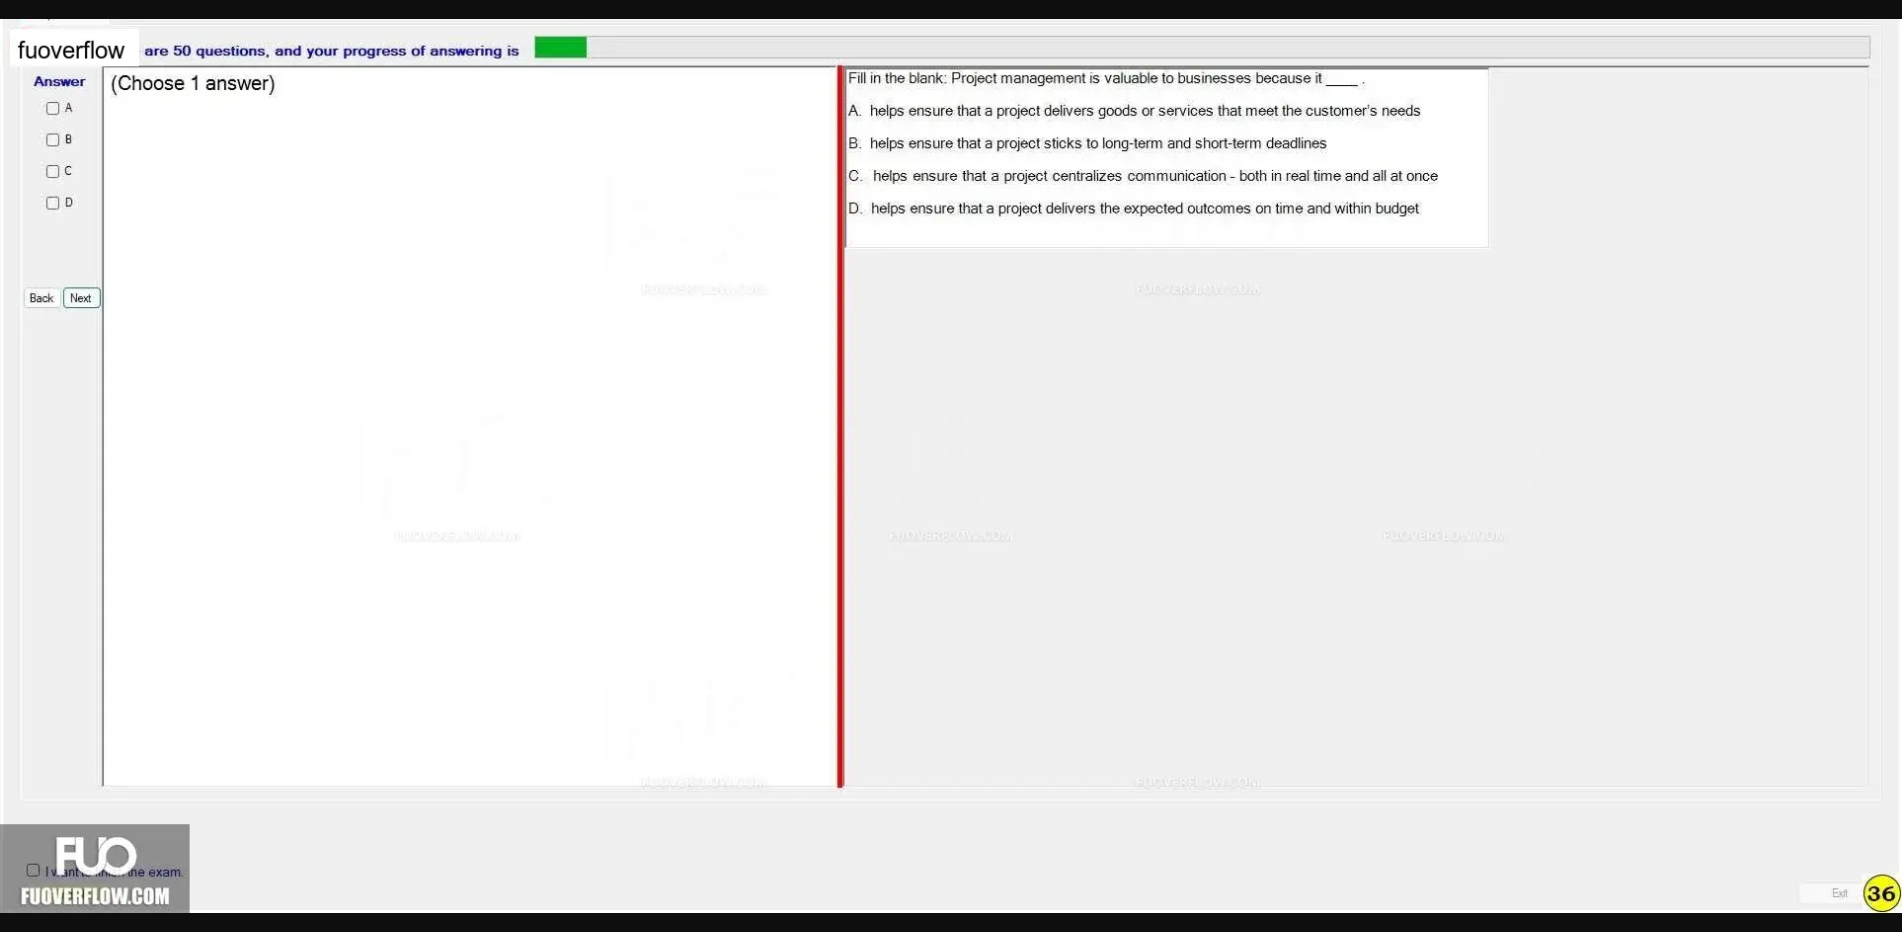 fuoverflow are 50 questions, and your progress of answering is
Answer
(Choose 1 answer)
A
B
C
D
Back Next
Fill in the blank: Project management is valuable to businesses because it ____ .
A. helps ensure that a project delivers goods or services that meet the customer's needs
B. helps ensure that a project sticks to long-term and short-term deadlines
C. helps ensure that a project centralizes communication - both in real time and all at once
D. helps ensure that a project delivers the expected outcomes on time and within budget
FUOVERFLOW.COM FUOVERFLOW.COM
FUOVERFLOW.COM FUOVERFLOW.COM FUOVERFLOW.COM
FUOVERFLOW.COM FUOVERFLOW.COM
FUO
I want to finish the exam.
FUOVERFLOW.COM
Exit 36